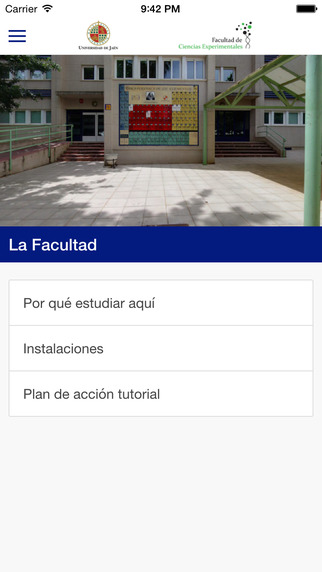 Carrier 9:42 PM
Universidad de Jaén
Facultad de
Ciencias Experimentales
La Facultad
Por qué estudiar aquí
Instalaciones
Plan de acción tutorial